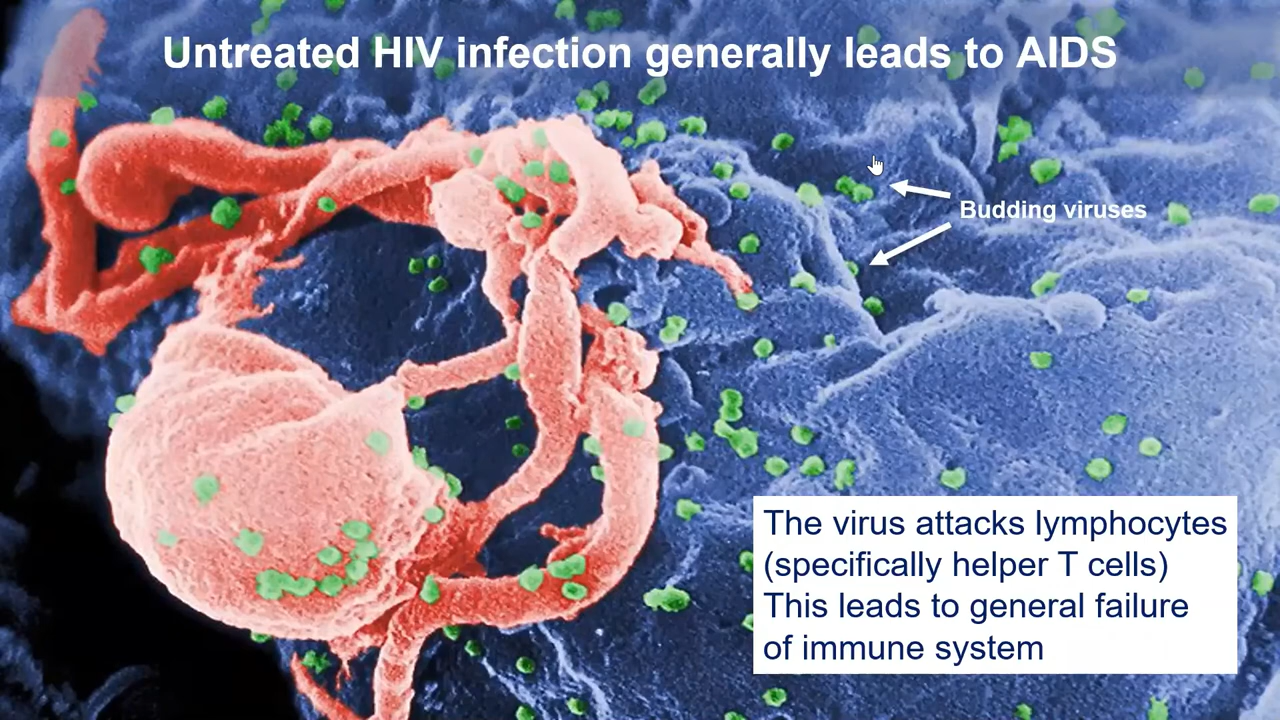 Untreated HIV infection generally leads to AIDS
Budding viruses
The virus attacks lymphocytes
(specifically helper T cells)
This leads to general failure
of immune system